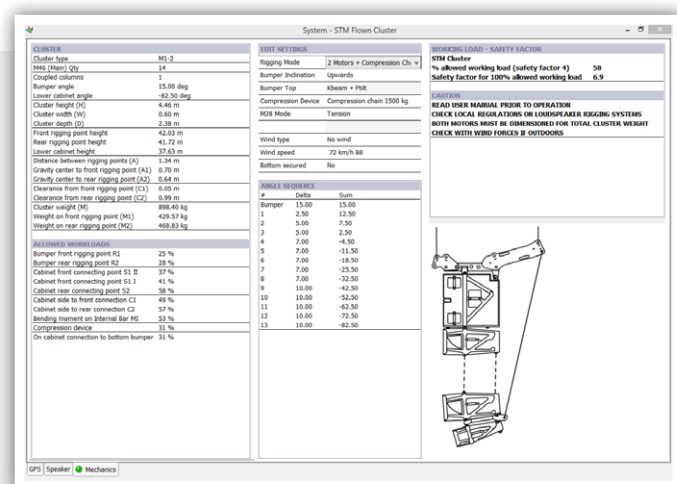 System - STM Flown Cluster
CLUSTER
Cluster type M1-2
M46 (Main) Qty 14
Coupled columns 1
Bumper angle 15.00 deg
Lower cabinet angle -82.50 deg
Cluster height (H) 4.46 m
Cluster width (W) 0.60 m
Cluster depth (D) 2.38 m
Front rigging point height 42.03 m
Rear rigging point height 41.72 m
Lower cabinet height 37.63 m
Distance between rigging points (A) 1.34 m
Gravity center to front rigging point (A1) 0.70 m
Gravity center to rear rigging point (A2) 0.64 m
Clearance from front rigging point (C1) 0.05 m
Clearance from rear rigging point (C2) 0.99 m
Cluster weight (M) 898.40 kg
Weight on front rigging point (M1) 429.57 kg
Weight on rear rigging point (M2) 468.83 kg
ALLOWED WORKLOADS
Bumper front rigging point R1 25 %
Bumper rear rigging point R2 28 %
Cabinet front connecting point S1 II 37 %
Cabinet front connecting point S1 I 41 %
Cabinet rear connecting point S2 58 %
Cabinet side to front connection C1 49 %
Cabinet side to rear connection C2 57 %
Bending moment on Internal Bar MI 53 %
Compression device 31 %
On cabinet connection to bottom bumper 31 %
EDIT SETTINGS
Rigging Mode 2 Motors + Compression Ch
Bumper Inclination Upwards
Bumper Top Kbeam + Ptilt
Compression Device Compression chain 1500 kg
M28 Mode Tension
Wind type No wind
Wind speed 72 km/h B8
Bottom secured No
ANGLE SEQUENCE
# Delta Sum
Bumper 15.00 15.00
1 2.50 12.50
2 5.00 7.50
3 5.00 2.50
4 7.00 -4.50
5 7.00 -11.50
6 7.00 -18.50
7 7.00 -25.50
8 7.00 -32.50
9 10.00 -42.50
10 10.00 -52.50
11 10.00 -62.50
12 10.00 -72.50
13 10.00 -82.50
WORKING LOAD - SAFETY FACTOR
STM Cluster
% allowed working load (safety factor 4) 58
Safety factor for 100% allowed working load 6.9
CAUTION
READ USER MANUAL PRIOR TO OPERATION
CHECK LOCAL REGULATIONS ON LOUDSPEAKER RIGGING SYSTEMS
BOTH MOTORS MUST BE DIMENSIONED FOR TOTAL CLUSTER WEIGHT
CHECK WITH WIND FORCES IF OUTDOORS
GPS Speaker Mechanics